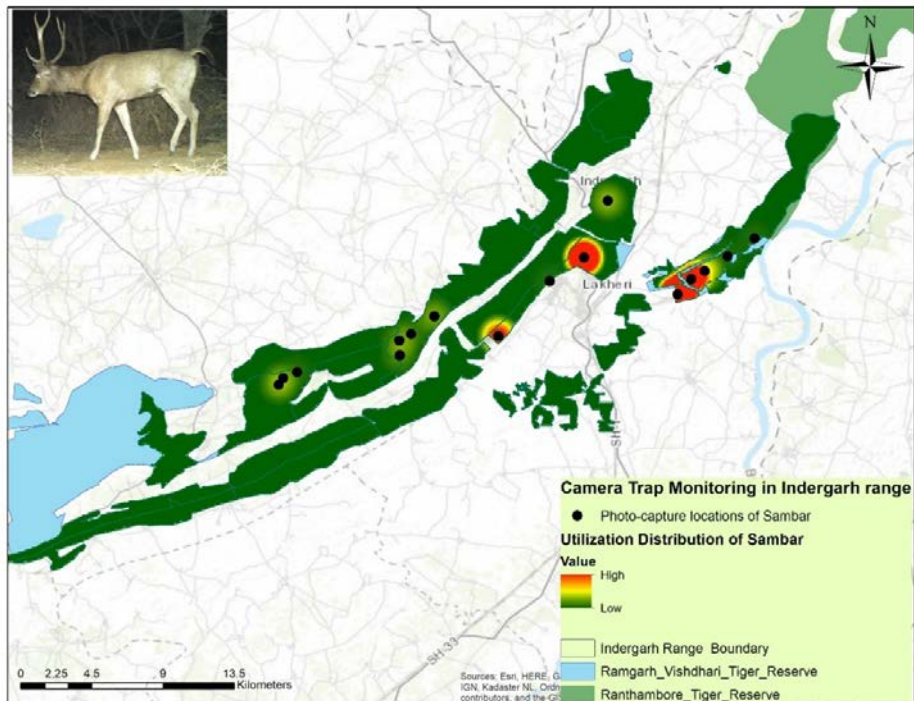 N
Lakheri
Camera Trap Monitoring in Indergarh range
Photo-capture locations of Sambar
Utilization Distribution of Sambar
Value
High
Low
Indergarh Range Boundary
Ramgarh_Vishdhari_Tiger_Reserve
Ranthambore_Tiger_Reserve
SH-33
0 2.25 4.5 9 13.5
Kilometers
Sources: Esri, HERE, G
IGN, Kadaster NL, Ordn
contributors, and the GIS